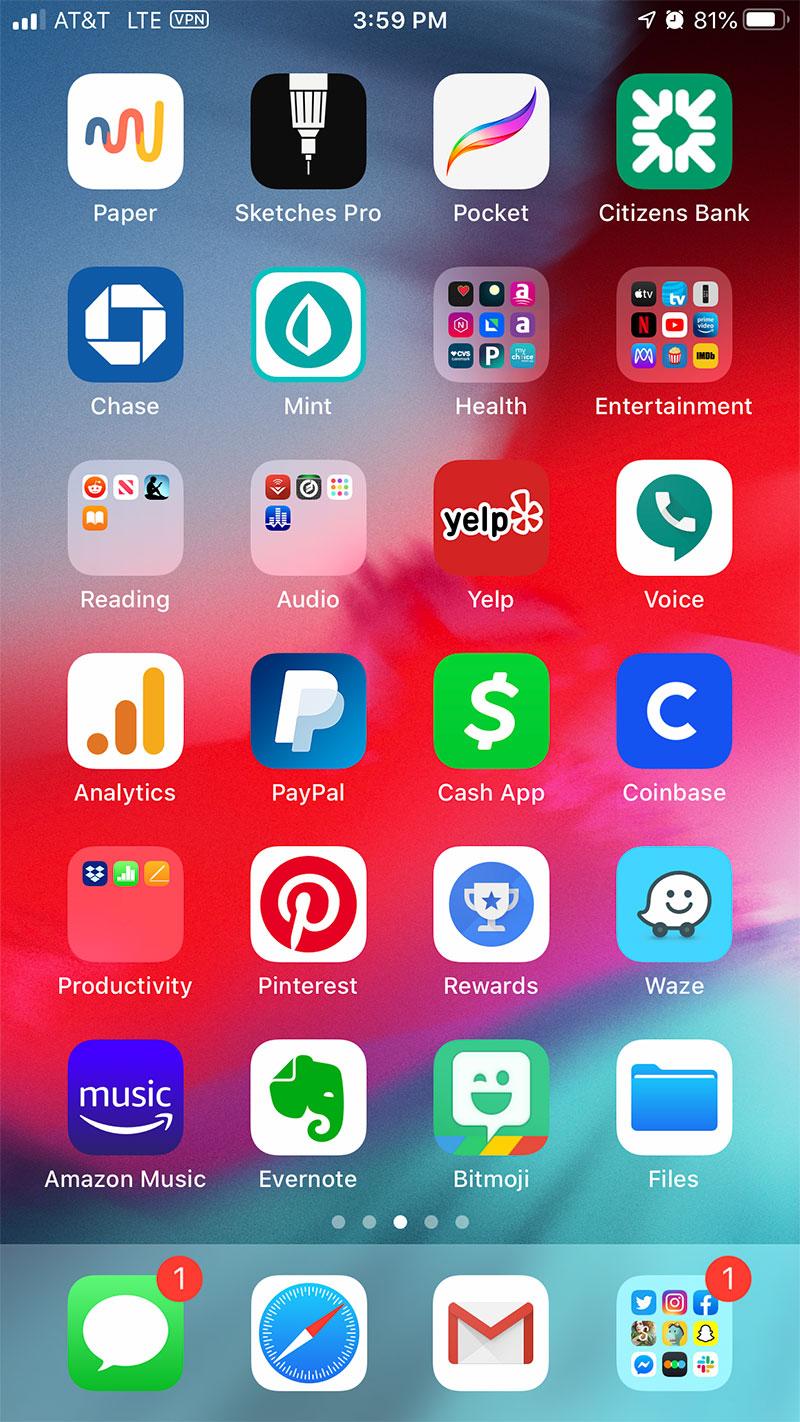 AT&T LTE VPN 3:59 PM 81%
Paper Sketches Pro Pocket Citizens Bank
Chase Mint Health Entertainment
yelp
Reading Audio Yelp Voice
Analytics PayPal Cash App Coinbase
Productivity Pinterest Rewards Waze
music
Amazon Music Evernote Bitmoji Files
1 1